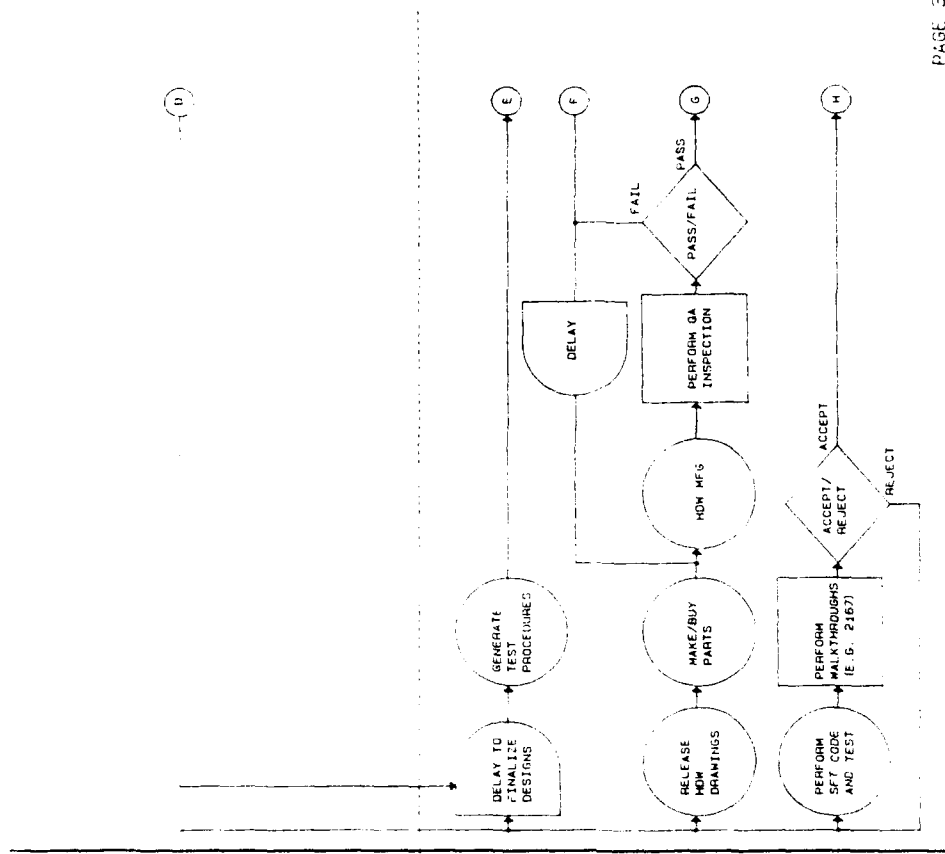 D
DELAY TO
FINALIZE
DESIGNS
GENERATE
TEST
PROCEDURES
E
DELAY
F
RELEASE
HDW
DRAWINGS
MAKE/BUY
PARTS
HDW MFG
PERFORM QA
INSPECTION
PASS/FAIL
FAIL
PASS
G
PERFORM
SFT CODE
AND TEST
PERFORM
WALKTHROUGHS
(E.G. 2167)
ACCEPT/
REJECT
ACCEPT
REJECT
H
PAGE